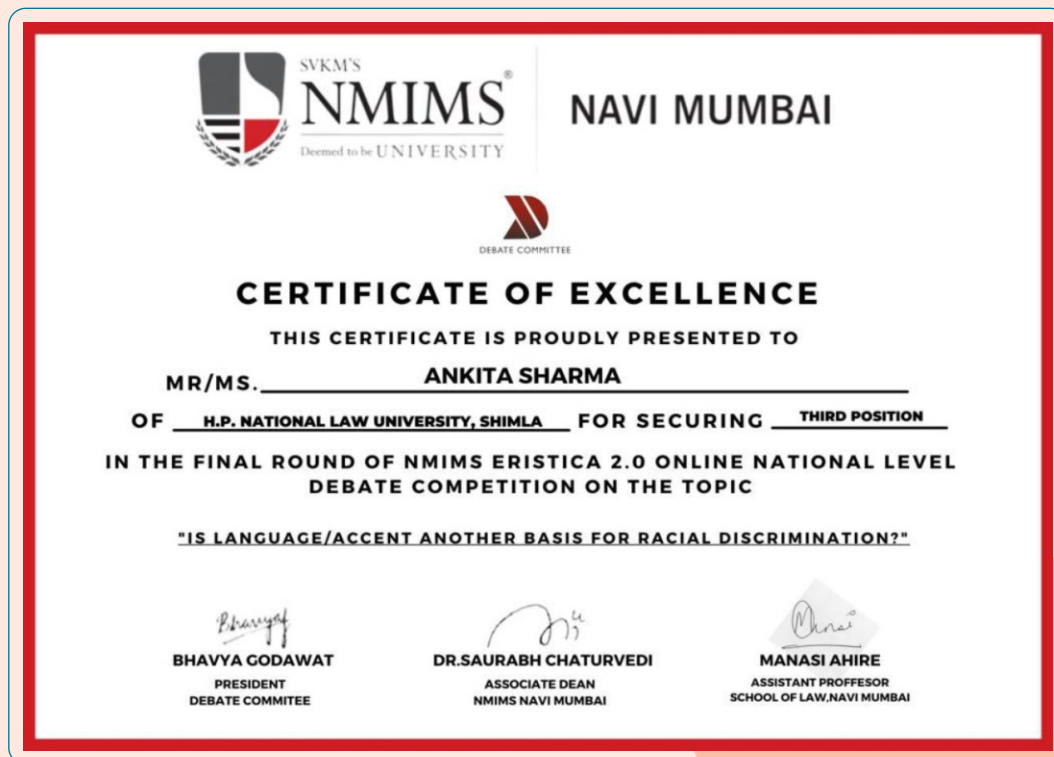 SVKM'S
NMIMS®
Deemed to be UNIVERSITY
NAVI MUMBAI
DEBATE COMMITTEE
CERTIFICATE OF EXCELLENCE
THIS CERTIFICATE IS PROUDLY PRESENTED TO
MR/MS. ANKITA SHARMA
OF H.P. NATIONAL LAW UNIVERSITY, SHIMLA FOR SECURING THIRD POSITION
IN THE FINAL ROUND OF NMIMS ERISTICA 2.0 ONLINE NATIONAL LEVEL
DEBATE COMPETITION ON THE TOPIC
"IS LANGUAGE/ACCENT ANOTHER BASIS FOR RACIAL DISCRIMINATION?"
BHAVYA GODAWAT
PRESIDENT
DEBATE COMMITEE
DR.SAURABH CHATURVEDI
ASSOCIATE DEAN
NMIMS NAVI MUMBAI
MANASI AHIRE
ASSISTANT PROFFESOR
SCHOOL OF LAW,NAVI MUMBAI